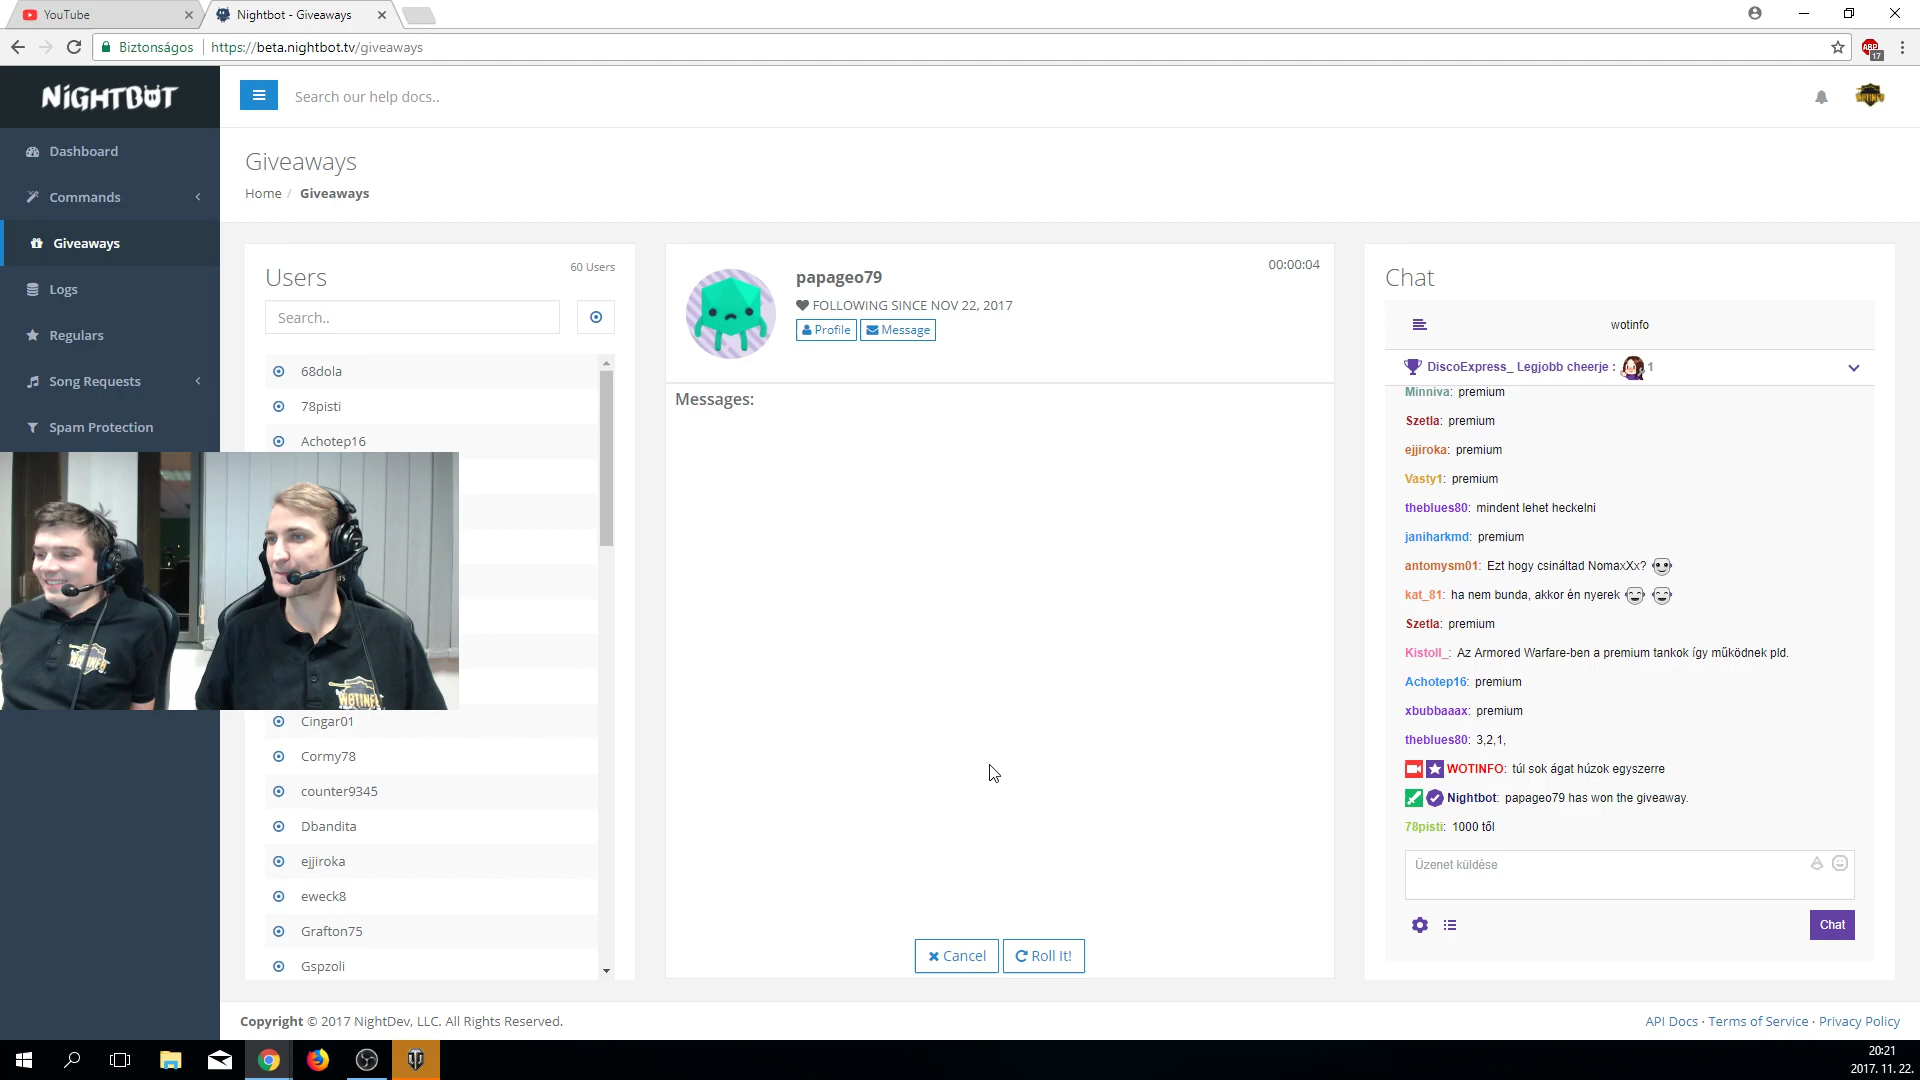 YouTube
Nightbot - Giveaways
Biztonságos
https://beta.nightbot.tv/giveaways
ABP
17
NIGHTBOT
Search our help docs..
WOTINFO
Dashboard
Commands
Giveaways
Logs
Regulars
Song Requests
Spam Protection
Giveaways
Home / Giveaways
Users
60 Users
Search..
68dola
78pisti
Achotep16
Cingar01
Cormy78
counter9345
Dbandita
ejjiroka
eweck8
Grafton75
Gspzoli
WOTINFO
papageo79
00:00:04
FOLLOWING SINCE NOV 22, 2017
Profile
Message
Messages:
Cancel
Roll It!
Chat
wotinfo
DiscoExpress_ Legjobb cheerje : 1
Minniva: premium
Szetla: premium
ejjiroka: premium
Vasty1: premium
theblues80: mindent lehet heckelni
janiharkmd: premium
antomysm01: Ezt hogy csináltad NomaxXx?
kat_81: ha nem bunda, akkor én nyerek
Szetla: premium
Kistoll_: Az Armored Warfare-ben a premium tankok így működnek pld.
Achotep16: premium
xbubbaaax: premium
theblues80: 3,2,1,
WOTINFO: túl sok ágat húzok egyszerre
Nightbot: papageo79 has won the giveaway.
78pisti: 1000 től
Üzenet küldése
Chat
Copyright © 2017 NightDev, LLC. All Rights Reserved.
API Docs · Terms of Service · Privacy Policy
20:21
2017. 11. 22.